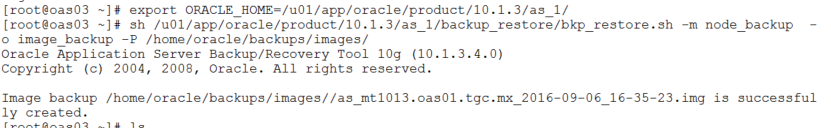 [root@oas03 ~]# export ORACLE_HOME=/u01/app/oracle/product/10.1.3/as_1/
[root@oas03 ~]# sh /u01/app/oracle/product/10.1.3/as_1/backup_restore/bkp_restore.sh -m node_backup  -
o image_backup -P /home/oracle/backups/images/
Oracle Application Server Backup/Recovery Tool 10g (10.1.3.4.0)
Copyright (c) 2004, 2008, Oracle. All rights reserved.

Image backup /home/oracle/backups/images//as_mt1013.oas01.tgc.mx_2016-09-06_16-35-23.img is successful
ly created.
[root@oas03 ~]# ls